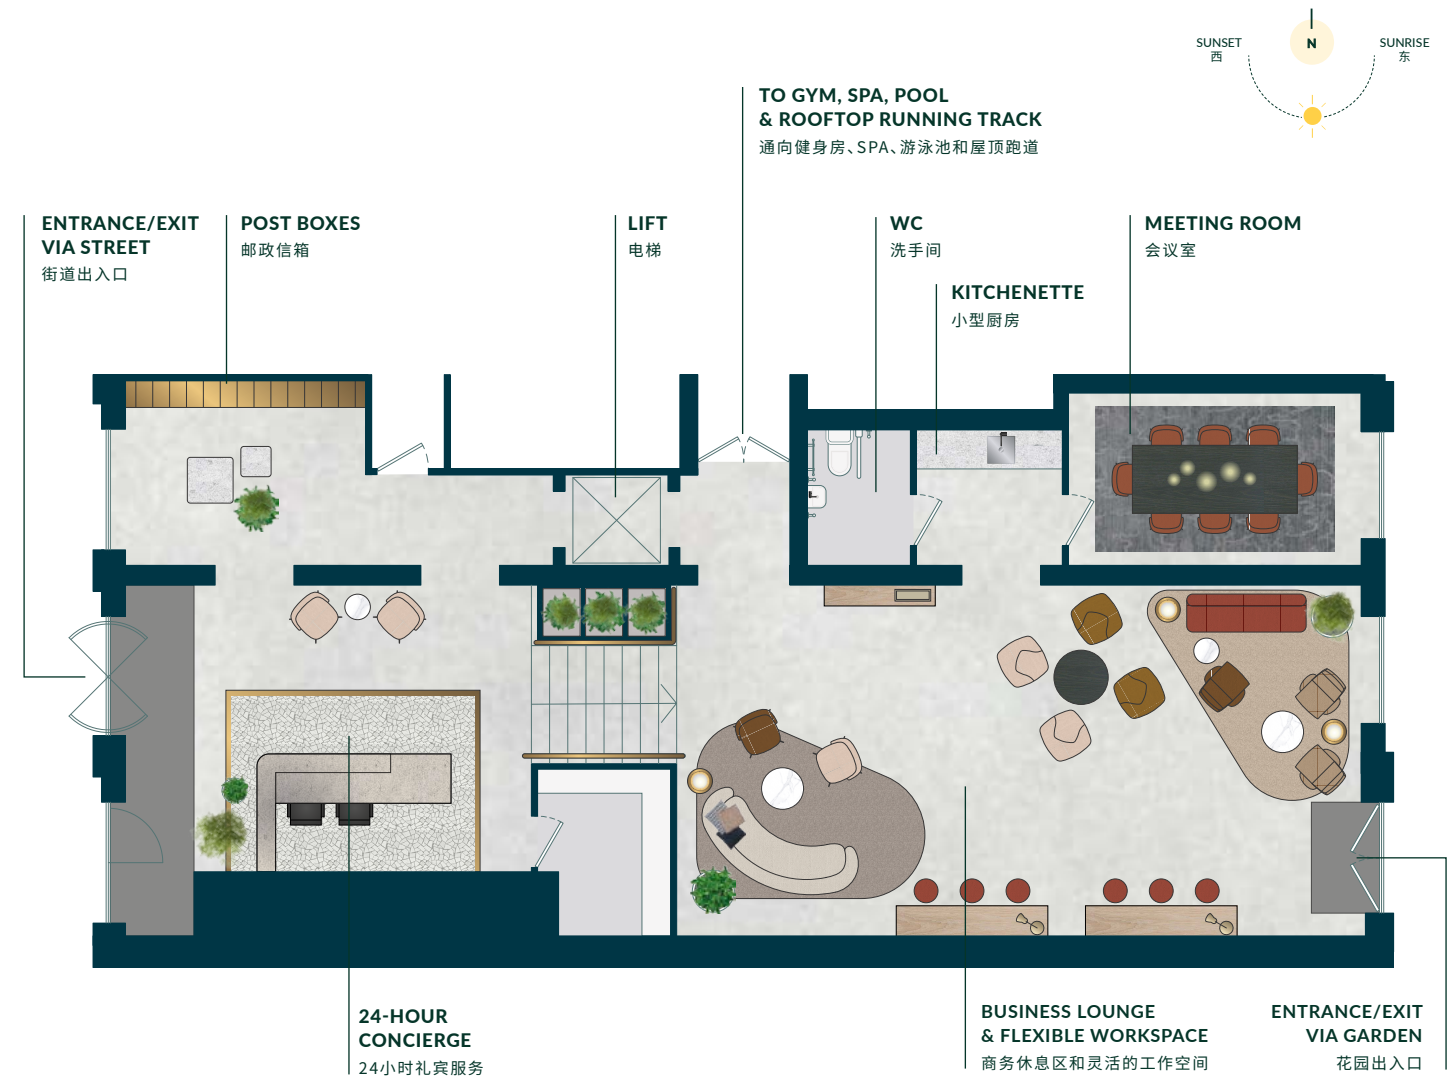 SUNSET
西
N
SUNRISE
东
TO GYM, SPA, POOL
& ROOFTOP RUNNING TRACK
通向健身房、SPA、游泳池和屋顶跑道
ENTRANCE/EXIT
VIA STREET
街道出入口
POST BOXES
邮政信箱
LIFT
电梯
WC
洗手间
KITCHENETTE
小型厨房
MEETING ROOM
会议室
24-HOUR
CONCIERGE
24小时礼宾服务
BUSINESS LOUNGE
& FLEXIBLE WORKSPACE
商务休息区和灵活的工作空间
ENTRANCE/EXIT
VIA GARDEN
花园出入口